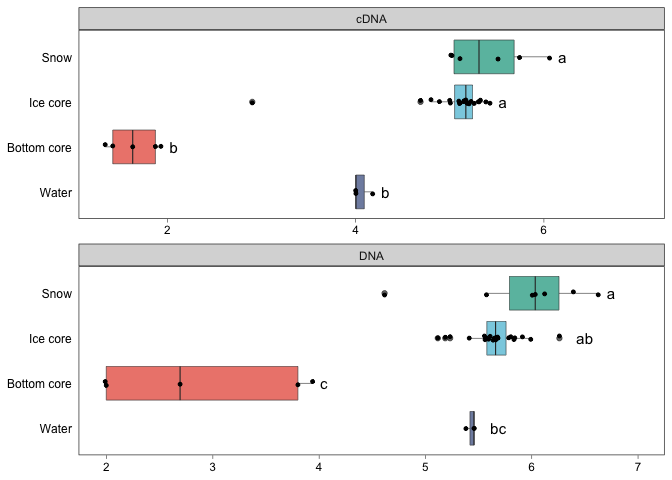 cDNA
Snow a
Ice core a
Bottom core b
Water b
2 4 6
DNA
Snow a
Ice core ab
Bottom core c
Water bc
2 3 4 5 6 7